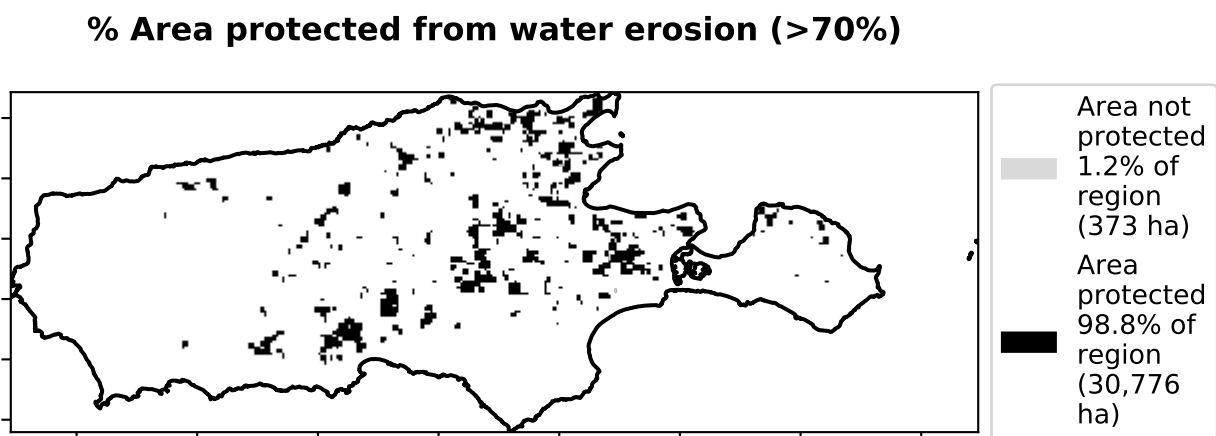 % Area protected from water erosion (>70%)
Area not
protected
1.2% of
region
(373 ha)
Area
protected
98.8% of
region
(30,776
ha)